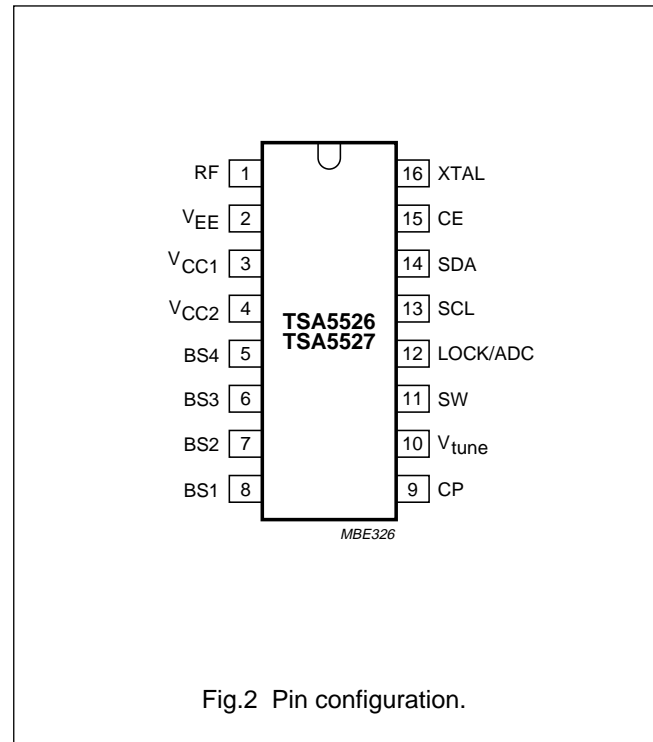 RF 1
VEE 2
VCC1 3
VCC2 4
BS4 5
BS3 6
BS2 7
BS1 8
TSA5526
TSA5527
16 XTAL
15 CE
14 SDA
13 SCL
12 LOCK/ADC
11 SW
10 Vtune
9 CP
MBE326
Fig.2 Pin configuration.